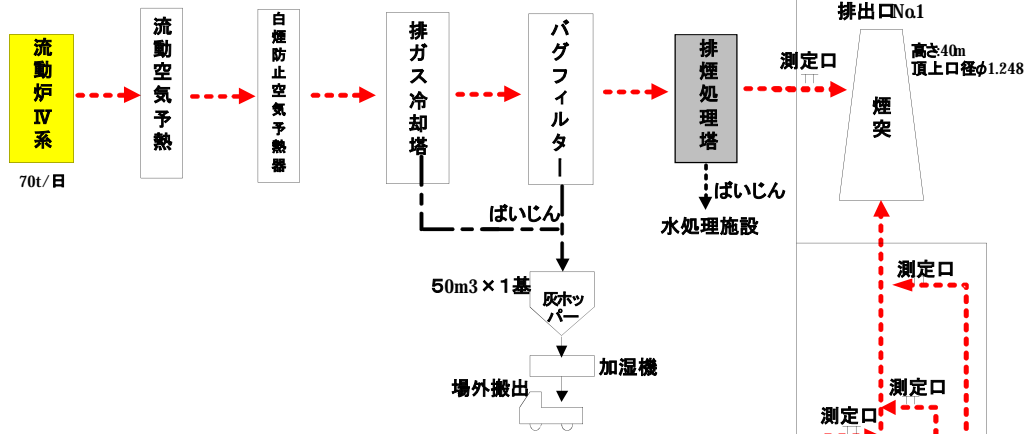 排出口No.1
高さ40m
頂上口径φ1.248
測定口
流動炉Ⅳ系
70t/日
流動空気予熱
白煙防止空気予熱器
排ガス冷却塔
バグフィルター
排煙処理塔
煙突
ばいじん
ばいじん
水処理施設
50m3×1基
灰ホッ
パー
加湿機
場外搬出
測定口
測定口
測定口